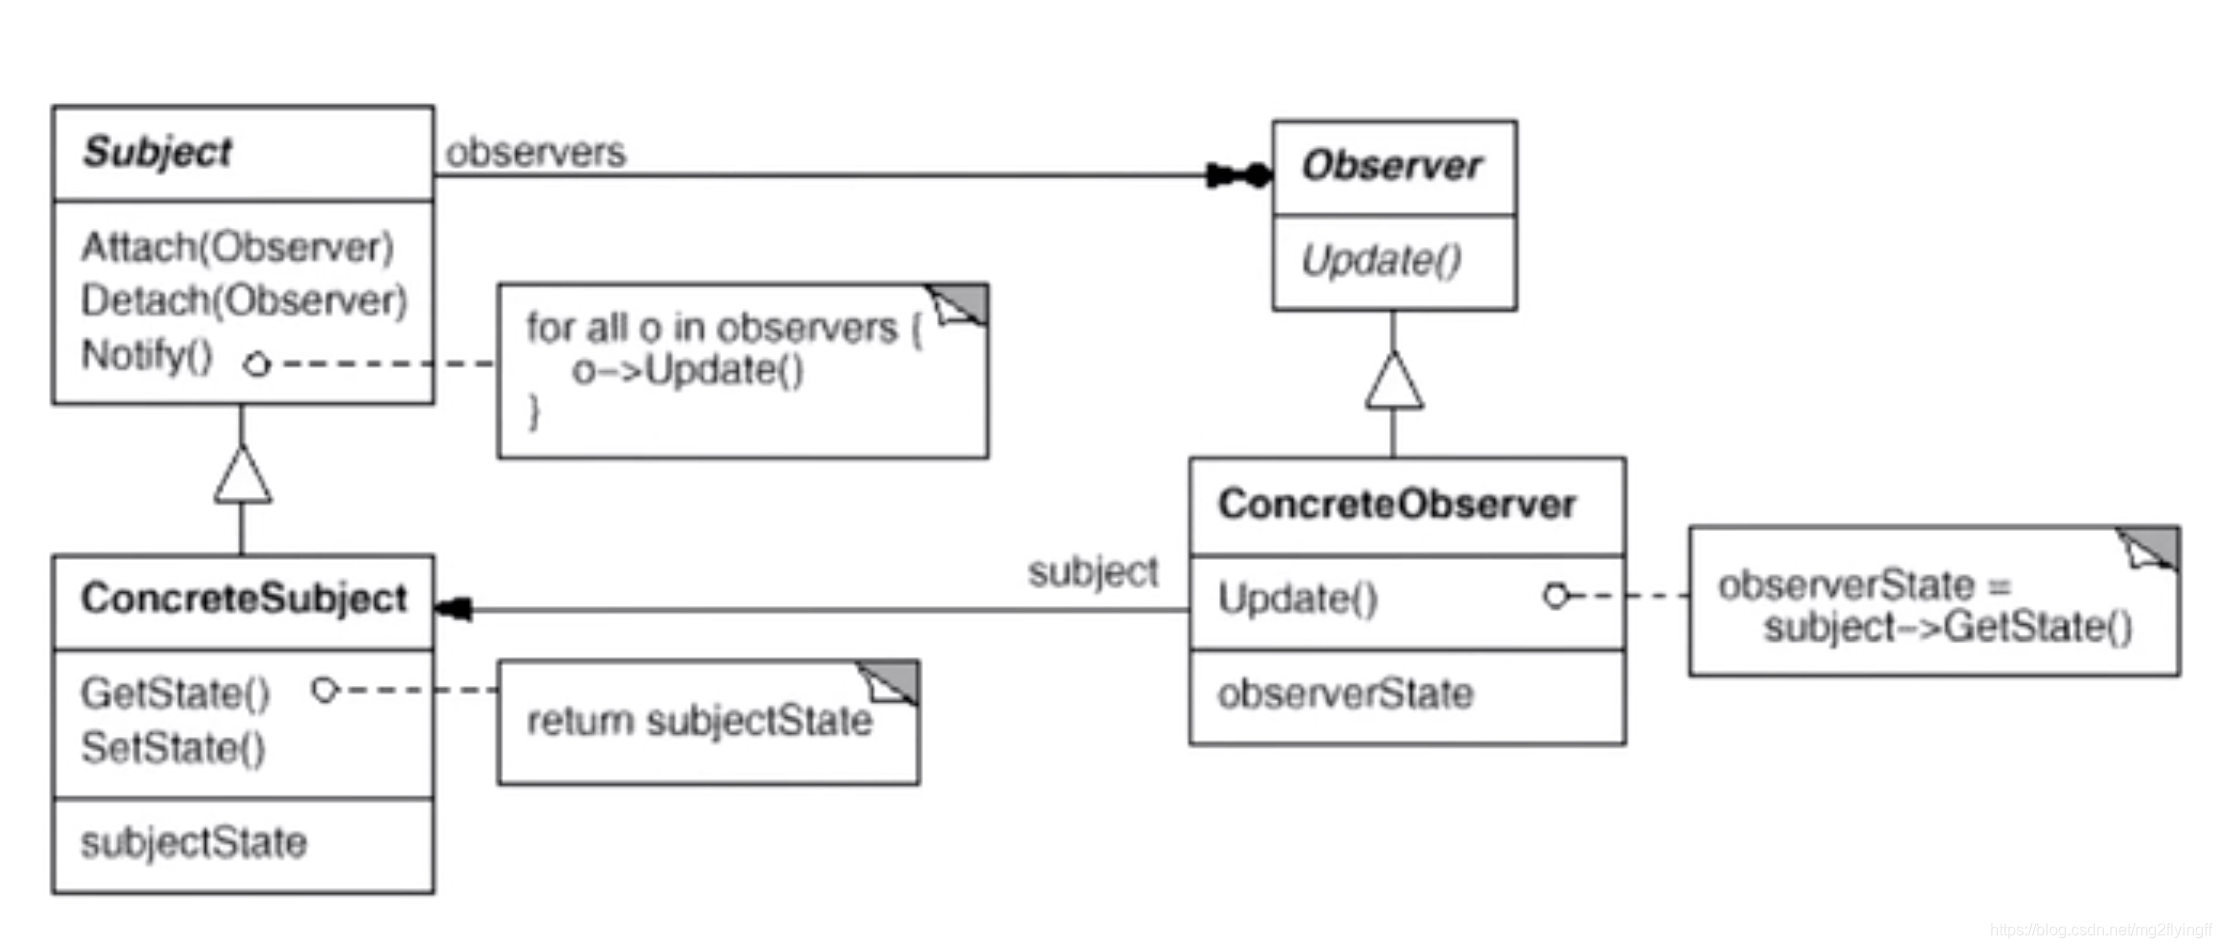 Subject
Attach(Observer)
Detach(Observer)
Notify()
observers
for all o in observers {
o->Update()
}
Observer
Update()
ConcreteSubject
GetState()
SetState()
subjectState
return subjectState
subject
ConcreteObserver
Update()
observerState
observerState =
subject->GetState()
https://blog.csdn.net/mg2flyingff